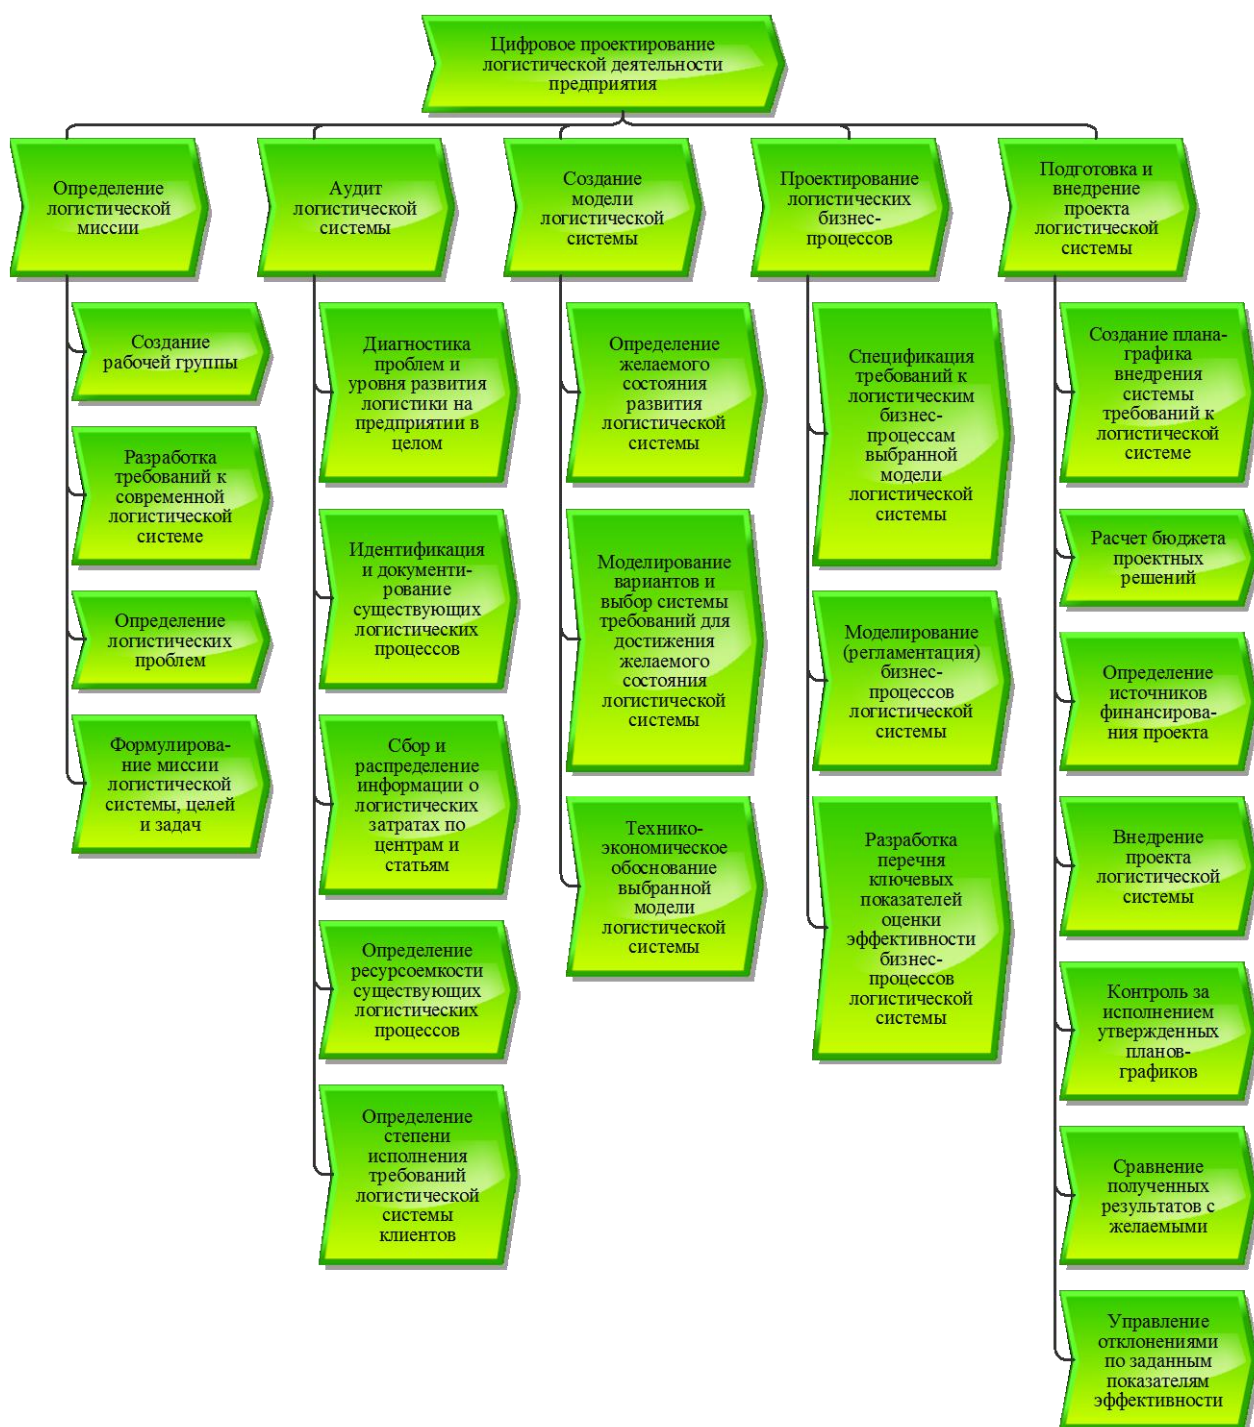 Цифровое проектирование
логистической деятельности
предприятия
Определение
логистической
миссии
Создание
рабочей группы
Разработка
требований к
современной
логистической
системе
Определение
логистических
проблем
Формулирова-
ние миссии
логистической
системы, целей
и задач
Аудит
логистической
системы
Диагностика
проблем и
уровня развития
логистики на
предприятии в
целом
Идентификация
и документи-
рование
существующих
логистических
процессов
Сбор и
распределение
информации о
логистических
затратах по
центрам и
статьям
Определение
ресурсоемкости
существующих
логистических
процессов
Определение
степени
исполнения
требований
логистической
системы
клиентов
Создание
модели
логистической
системы
Определение
желаемого
состояния
развития
логистической
системы
Моделирование
вариантов и
выбор системы
требований для
достижения
желаемого
состояния
логистической
системы
Технико-
экономическое
обоснование
выбранной
модели
логистической
системы
Проектирование
логистических
бизнес-
процессов
Спецификация
требований к
логистическим
бизнес-
процессам
выбранной
модели
логистической
системы
Моделирование
(регламентация)
бизнес-
процессов
логистической
системы
Разработка
перечня
ключевых
показателей
оценки
эффективности
бизнес-
процессов
логистической
системы
Подготовка и
внедрение
проекта
логистической
системы
Создание плана-
графика
внедрения
системы
требований к
логистической
системе
Расчет бюджета
проектных
решений
Определение
источников
финансирова-
ния проекта
Внедрение
проекта
логистической
системы
Контроль за
исполнением
утвержденных
планов-
графиков
Сравнение
полученных
результатов с
желаемыми
Управление
отклонениями
по заданным
показателям
эффективности